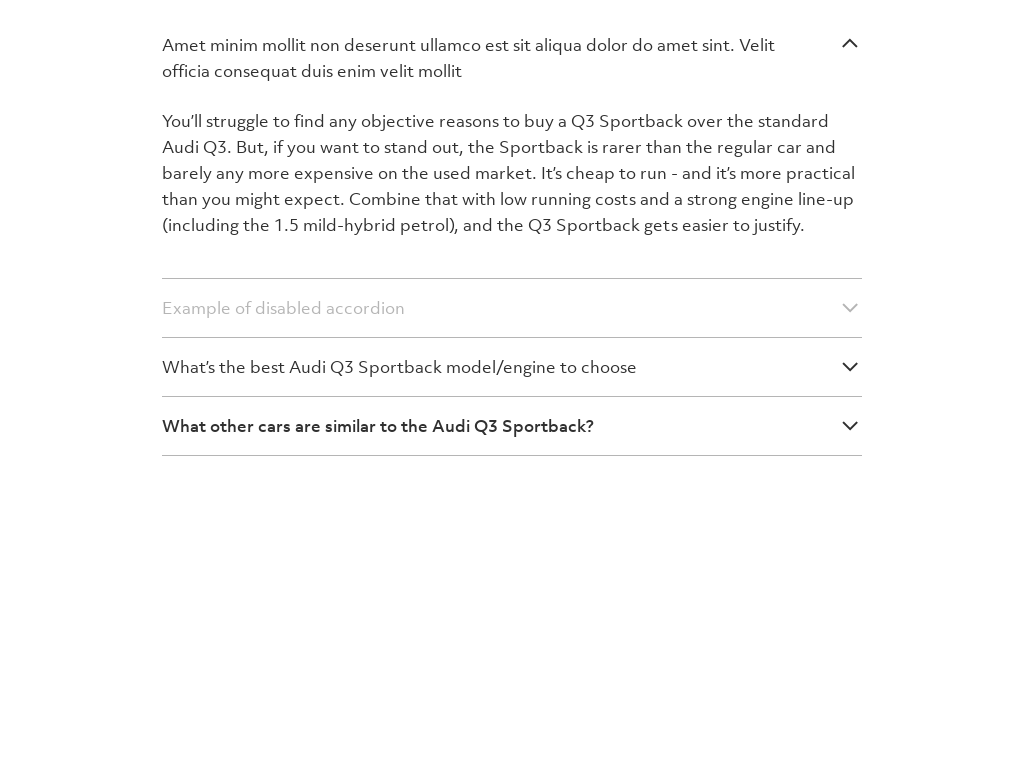 Amet minim mollit non deserunt ullamco est sit aliqua dolor do amet sint. Velit
officia consequat duis enim velit mollit
You’ll struggle to find any objective reasons to buy a Q3 Sportback over the standard
Audi Q3. But, if you want to stand out, the Sportback is rarer than the regular car and
barely any more expensive on the used market. It’s cheap to run - and it’s more practical
than you might expect. Combine that with low running costs and a strong engine line-up
(including the 1.5 mild-hybrid petrol), and the Q3 Sportback gets easier to justify.
Example of disabled accordion
What’s the best Audi Q3 Sportback model/engine to choose
What other cars are similar to the Audi Q3 Sportback?